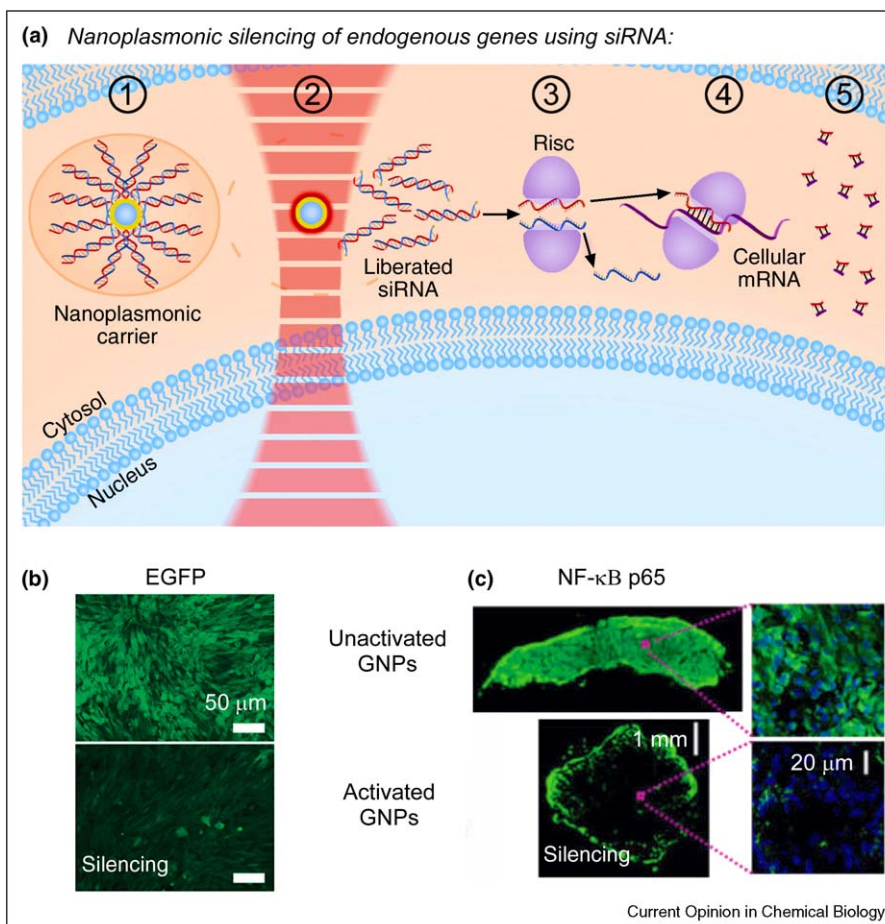 (a) Nanoplasmonic silencing of endogenous genes using siRNA:
1 2 3 4 5
Risc
Liberated
siRNA
Cellular
mRNA
Nanoplasmonic
carrier
Cytosol
Nucleus
(b) EGFP
50 μm
Silencing
Unactivated
GNPs
Activated
GNPs
(c) NF-κB p65
1 mm
20 μm
Silencing
Current Opinion in Chemical Biology